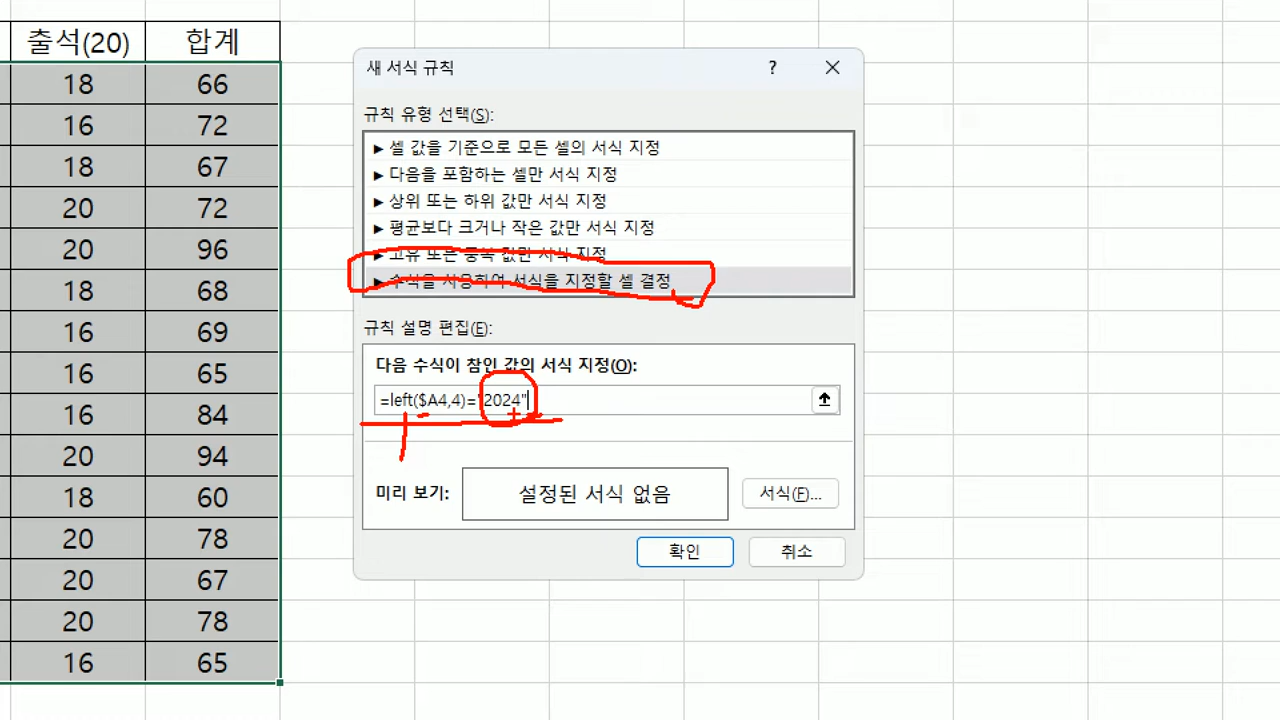 출석(20) 합계
18 66
16 72
18 67
20 72
20 96
18 68
16 69
16 65
16 84
20 94
18 60
20 78
20 67
20 78
16 65
새 서식 규칙 ?
규칙 유형 선택(S):
► 셀 값을 기준으로 모든 셀의 서식 지정
► 다음을 포함하는 셀만 서식 지정
► 상위 또는 하위 값만 서식 지정
► 평균보다 크거나 작은 값만 서식 지정
► 고유 또는 중복 값만 서식 지정
► 수식을 사용하여 서식을 지정할 셀 결정
규칙 설명 편집(E):
다음 수식이 참인 값의 서식 지정(O):
=left($A4,4)="2024"
미리 보기: 설정된 서식 없음 서식(F)...
확인 취소